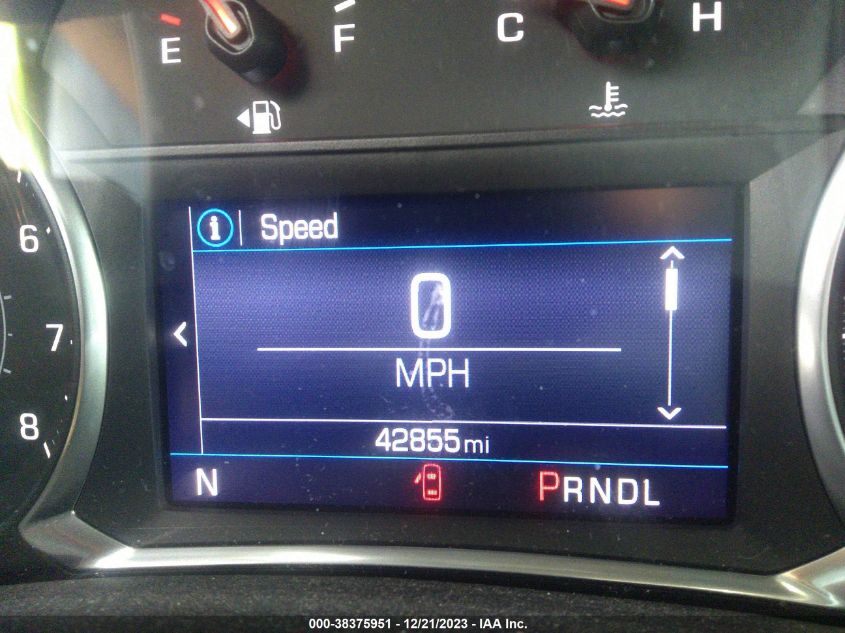 E F C H
6
7
8
i Speed
0
MPH
42855 mi
N PRNDL
000-38375951 - 12/21/2023 - IAA Inc.